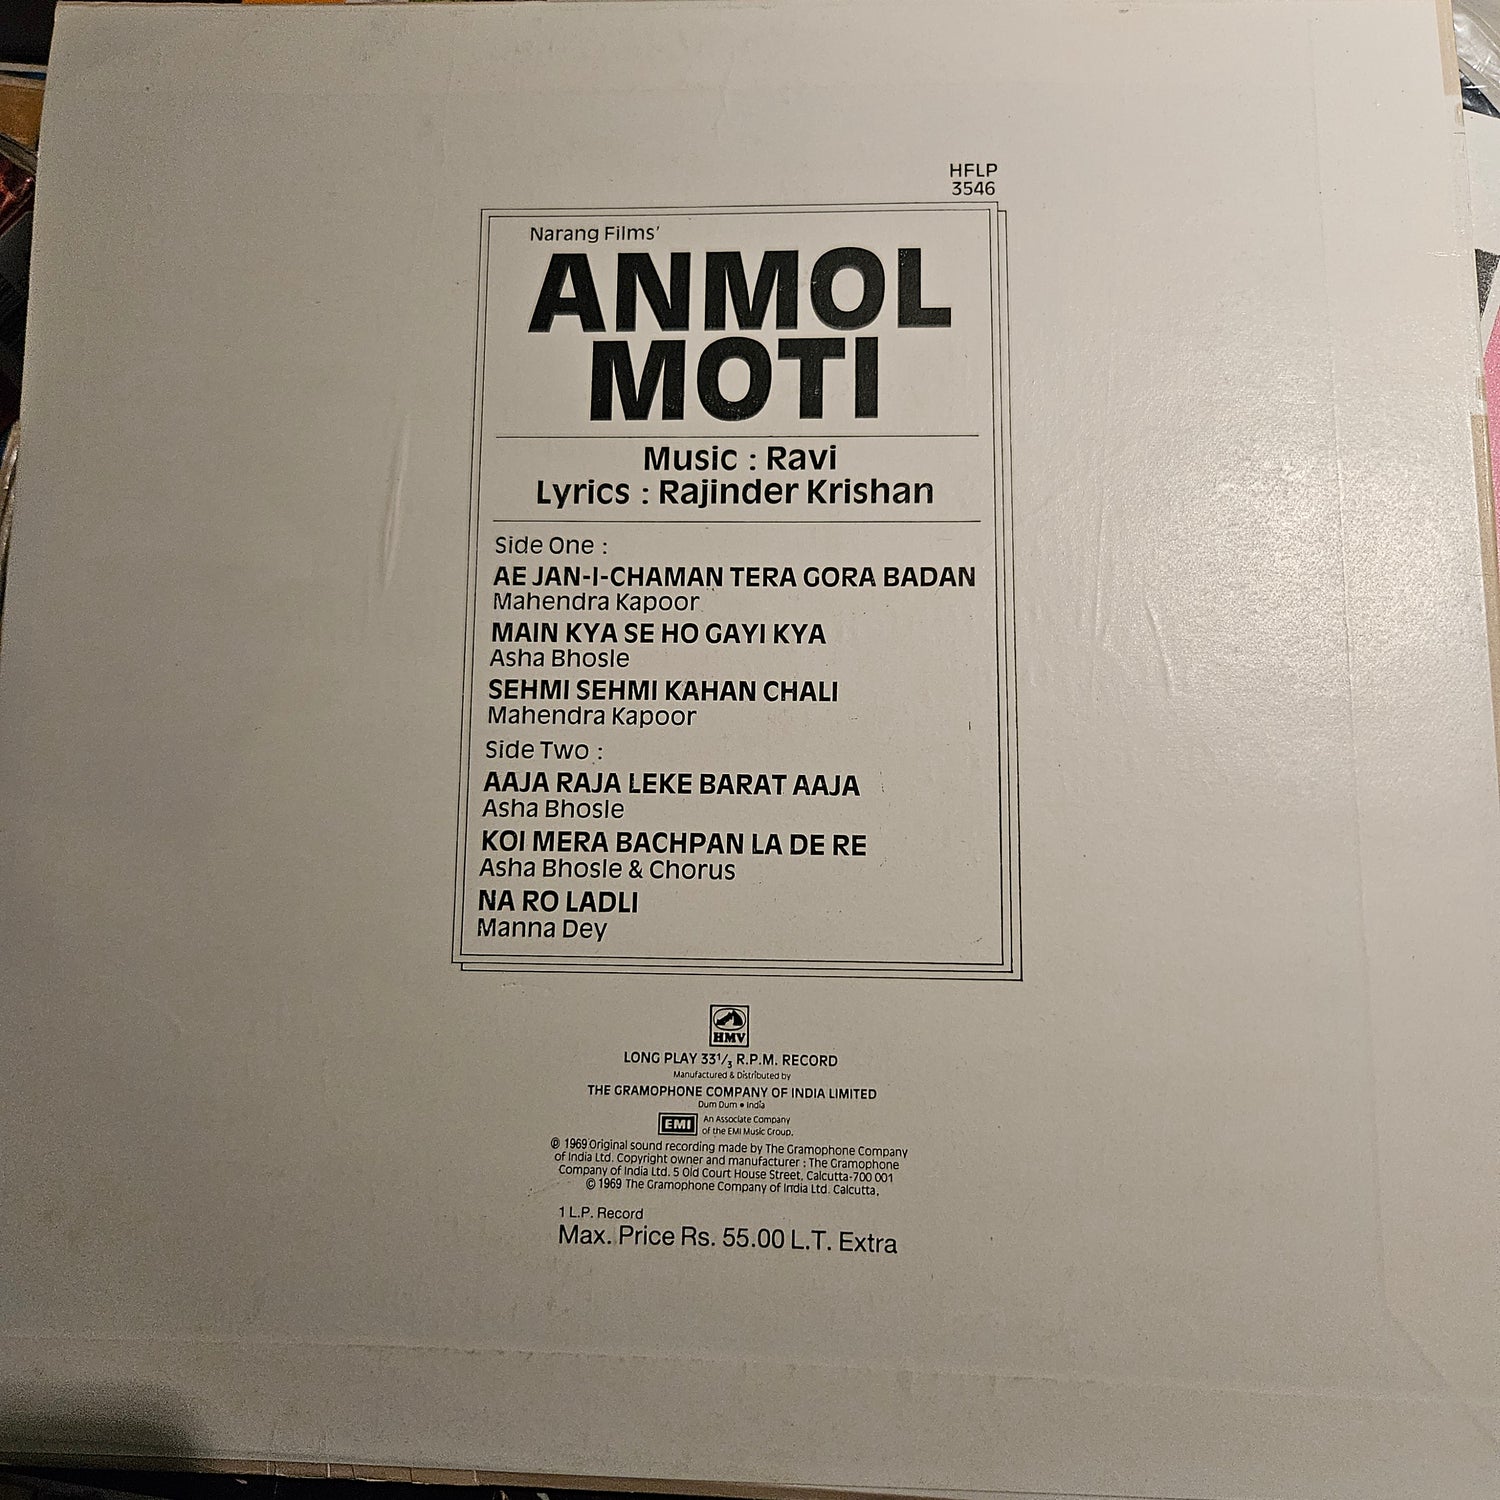 HFLP
3546
Narang Films'
ANMOL
MOTI
Music : Ravi
Lyrics : Rajinder Krishan
Side One :
AE JAN-I-CHAMAN TERA GORA BADAN
Mahendra Kapoor
MAIN KYA SE HO GAYI KYA
Asha Bhosle
SEHMI SEHMI KAHAN CHALI
Mahendra Kapoor
Side Two :
AAJA RAJA LEKE BARAT AAJA
Asha Bhosle
KOI MERA BACHPAN LA DE RE
Asha Bhosle & Chorus
NA RO LADLI
Manna Dey
HMV
LONG PLAY 33 1/3 R.P.M. RECORD
Manufactured & Distributed by
THE GRAMOPHONE COMPANY OF INDIA LIMITED
Dum Dum • India
EMI An Associate Company
of the EMI Music Group.
℗ 1969 Original sound recording made by The Gramophone Company
of India Ltd. Copyright owner and manufacturer : The Gramophone
Company of India Ltd. 5 Old Court House Street, Calcutta-700 001
© 1969 The Gramophone Company of India Ltd. Calcutta.
1 L.P. Record
Max. Price Rs. 55.00 L.T. Extra